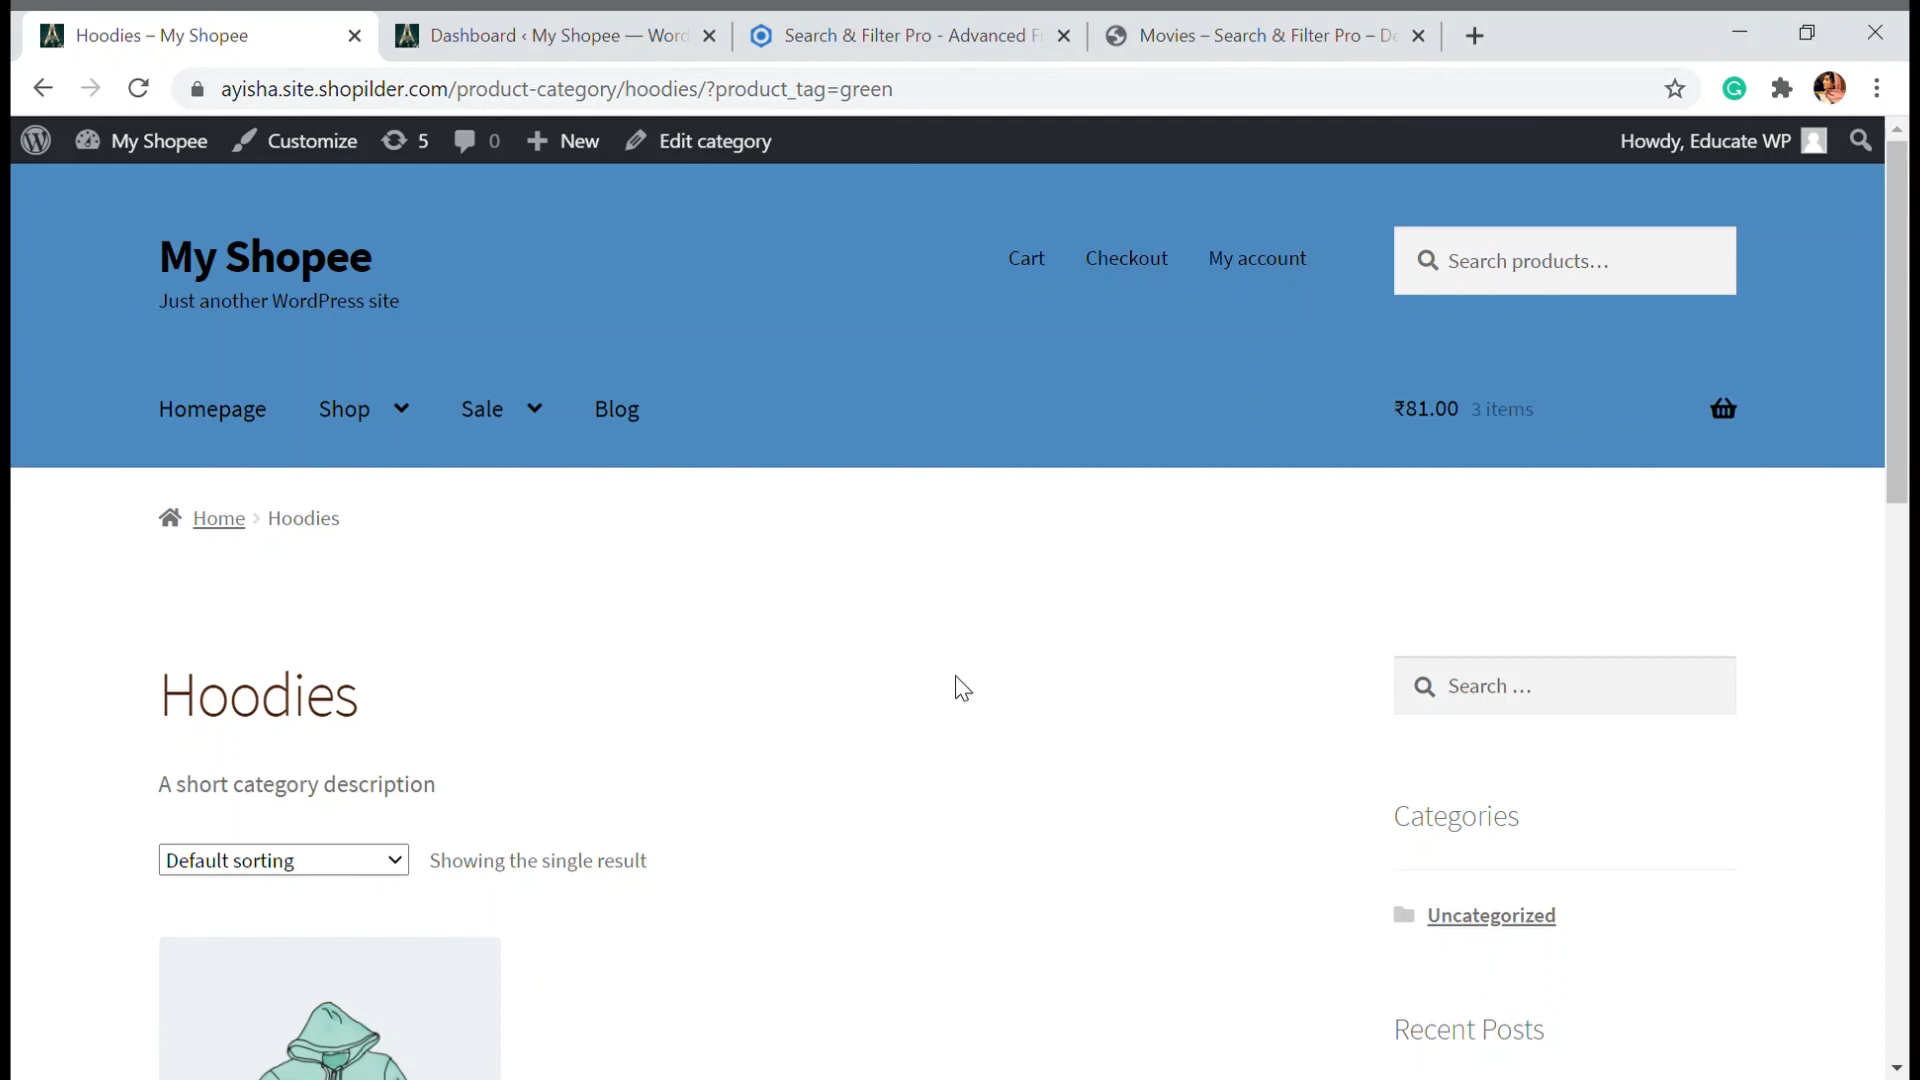 Hoodies – My Shopee
Dashboard ‹ My Shopee — Word
Search & Filter Pro - Advanced F
Movies – Search & Filter Pro – De
ayisha.site.shopilder.com/product-category/hoodies/?product_tag=green
My Shopee
Customize
5
0
New
Edit category
Howdy, Educate WP
My Shopee
Just another WordPress site
Cart
Checkout
My account
Search products…
Homepage
Shop
Sale
Blog
₹81.00 3 items
Home › Hoodies
Hoodies
Search …
A short category description
Categories
Default sorting
Showing the single result
Uncategorized
Recent Posts